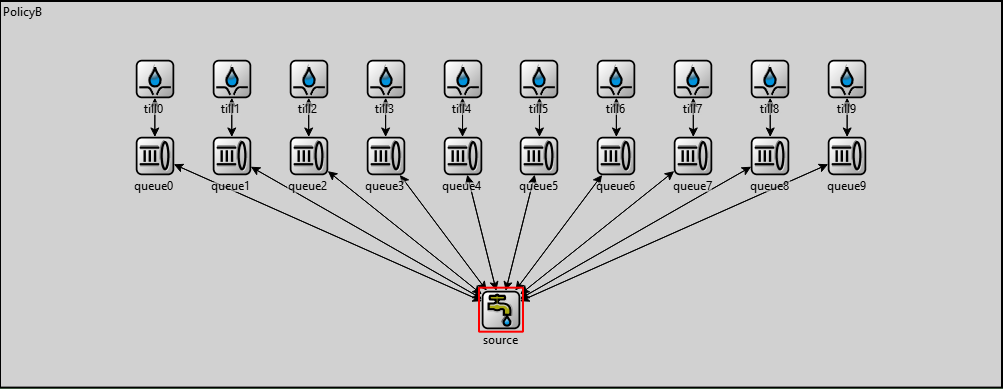 PolicyB
till0 till1 till2 till3 till4 till5 till6 till7 till8 till9
queue0 queue1 queue2 queue3 queue4 queue5 queue6 queue7 queue8 queue9
source